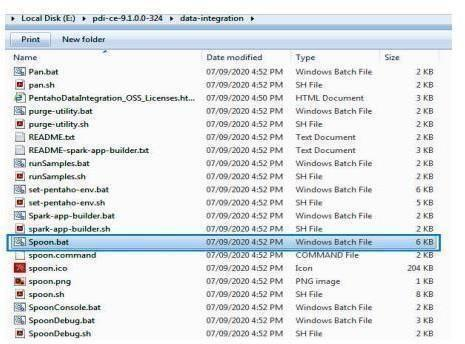 Local Disk (E:) ▸ pdi-ce-9.1.0.0-324 ▸ data-integration ▸
Print New folder
Name Date modified Type Size
Pan.bat 07/09/2020 4:52 PM Windows Batch File 2 KB
pan.sh 07/09/2020 4:52 PM SH File 2 KB
PentahoDataIntegration_OSS_Licenses.ht... 07/09/2020 4:50 PM HTML Document 3 KB
purge-utility.bat 07/09/2020 4:52 PM Windows Batch File 2 KB
purge-utility.sh 07/09/2020 4:52 PM SH File 2 KB
README.txt 07/09/2020 4:52 PM Text Document 2 KB
README-spark-app-builder.txt 07/09/2020 4:52 PM Text Document 3 KB
runSamples.bat 07/09/2020 4:52 PM Windows Batch File 2 KB
runSamples.sh 07/09/2020 4:52 PM SH File 2 KB
set-pentaho-env.bat 07/09/2020 4:52 PM Windows Batch File 6 KB
set-pentaho-env.sh 07/09/2020 4:52 PM SH File 5 KB
Spark-app-builder.bat 07/09/2020 4:52 PM Windows Batch File 2 KB
spark-app-builder.sh 07/09/2020 4:52 PM SH File 2 KB
Spoon.bat 07/09/2020 4:52 PM Windows Batch File 6 KB
spoon.command 07/09/2020 4:52 PM COMMAND File 2 KB
spoon.ico 07/09/2020 4:52 PM Icon 204 KB
spoon.png 07/09/2020 4:52 PM PNG image 1 KB
spoon.sh 07/09/2020 4:52 PM SH File 8 KB
SpoonConsole.bat 07/09/2020 4:52 PM Windows Batch File 2 KB
SpoonDebug.bat 07/09/2020 4:52 PM Windows Batch File 3 KB
SpoonDebug.sh 07/09/2020 4:52 PM SH File 2 KB